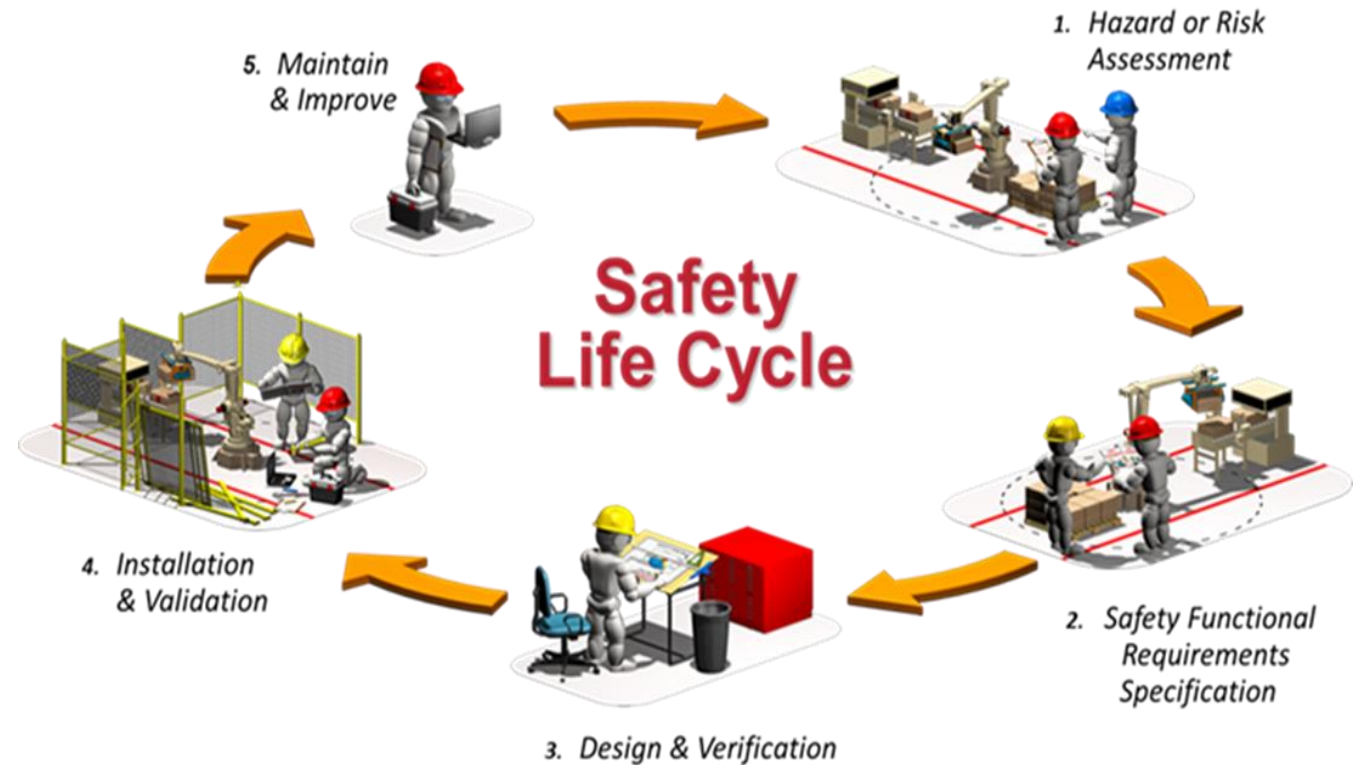 Safety
Life Cycle
1. Hazard or Risk
Assessment
2. Safety Functional
Requirements
Specification
3. Design & Verification
4. Installation
& Validation
5. Maintain
& Improve